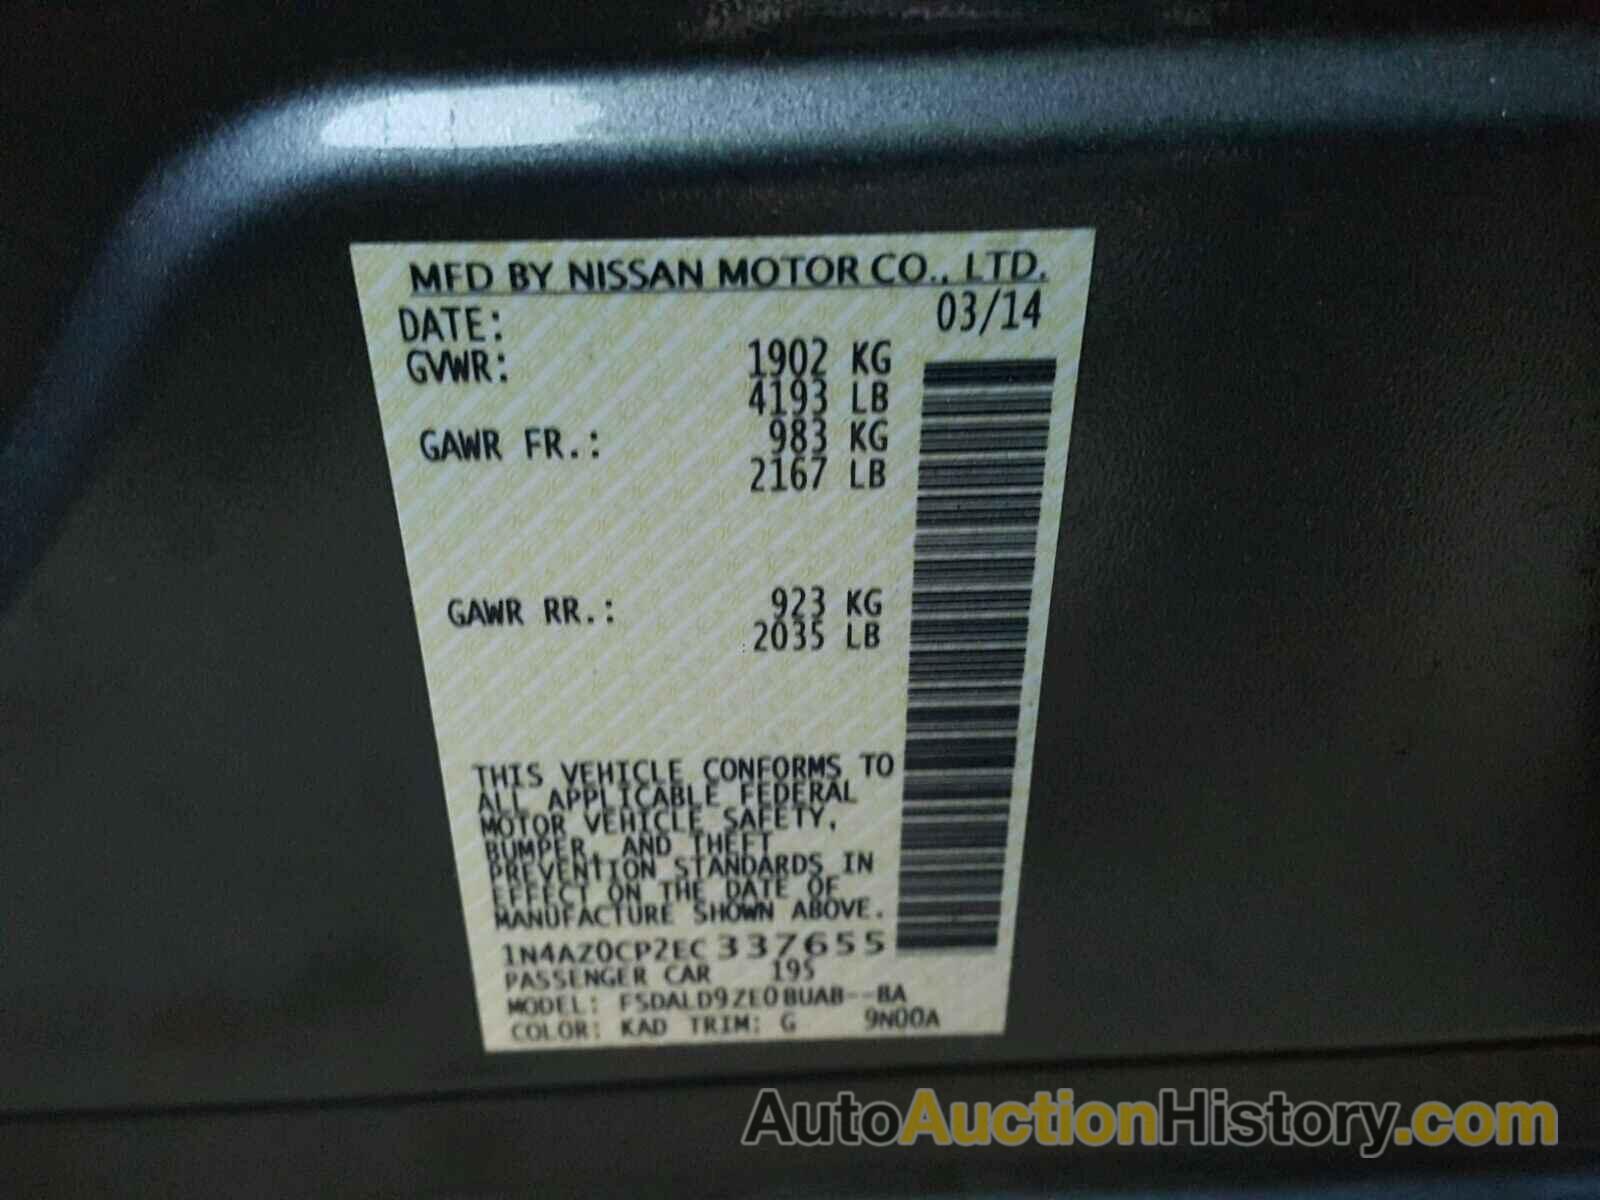 MFD BY NISSAN MOTOR CO., LTD.
DATE: 03/14
GVWR: 1902 KG
4193 LB
GAWR FR.: 983 KG
2167 LB
GAWR RR.: 923 KG
2035 LB
THIS VEHICLE CONFORMS TO
ALL APPLICABLE FEDERAL
MOTOR VEHICLE SAFETY,
BUMPER, AND THEFT
PREVENTION STANDARDS IN
EFFECT ON THE DATE OF
MANUFACTURE SHOWN ABOVE.
1N4AZ0CP2EC337655
PASSENGER CAR 195
MODEL: FSDALD9ZE0BUAB--BA
COLOR: KAD TRIM: G 9N00A
AutoAuctionHistory.com